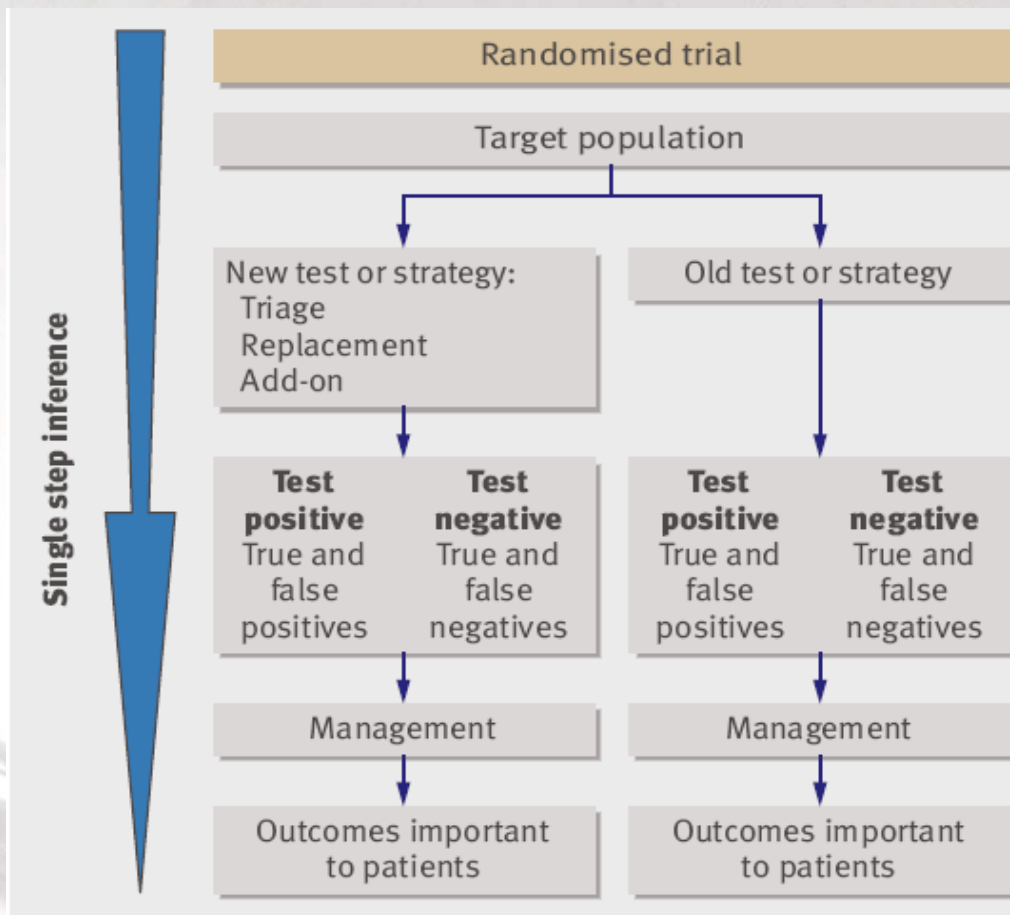 Randomised trial
Target population
New test or strategy:
Triage
Replacement
Add-on
Old test or strategy
Single step inference
Test
positive
True and
false
positives
Test
negative
True and
false
negatives
Test
positive
True and
false
positives
Test
negative
True and
false
negatives
Management
Management
Outcomes important
to patients
Outcomes important
to patients